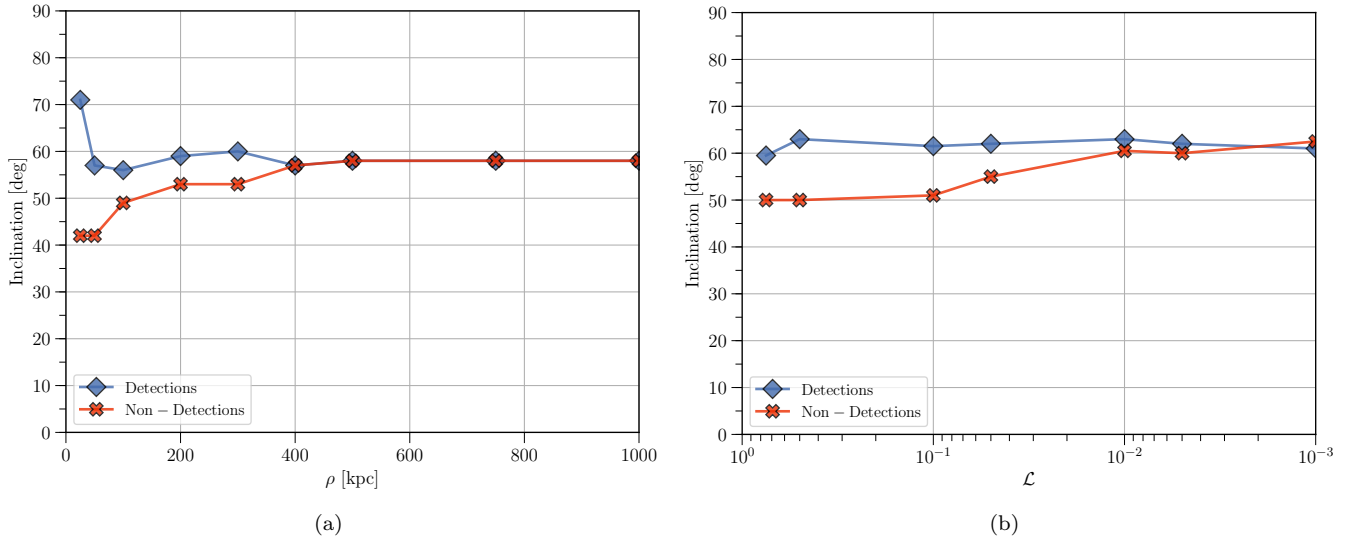 90
80
70
60
50
40
30
20
10
0
Inclination [deg]
Detections
Non − Detections
0 200 400 600 800 1000
ρ [kpc]
(a)
90
80
70
60
50
40
30
20
10
0
Inclination [deg]
Detections
Non − Detections
10⁰ 10⁻¹ 10⁻² 10⁻³
ℒ
(b)